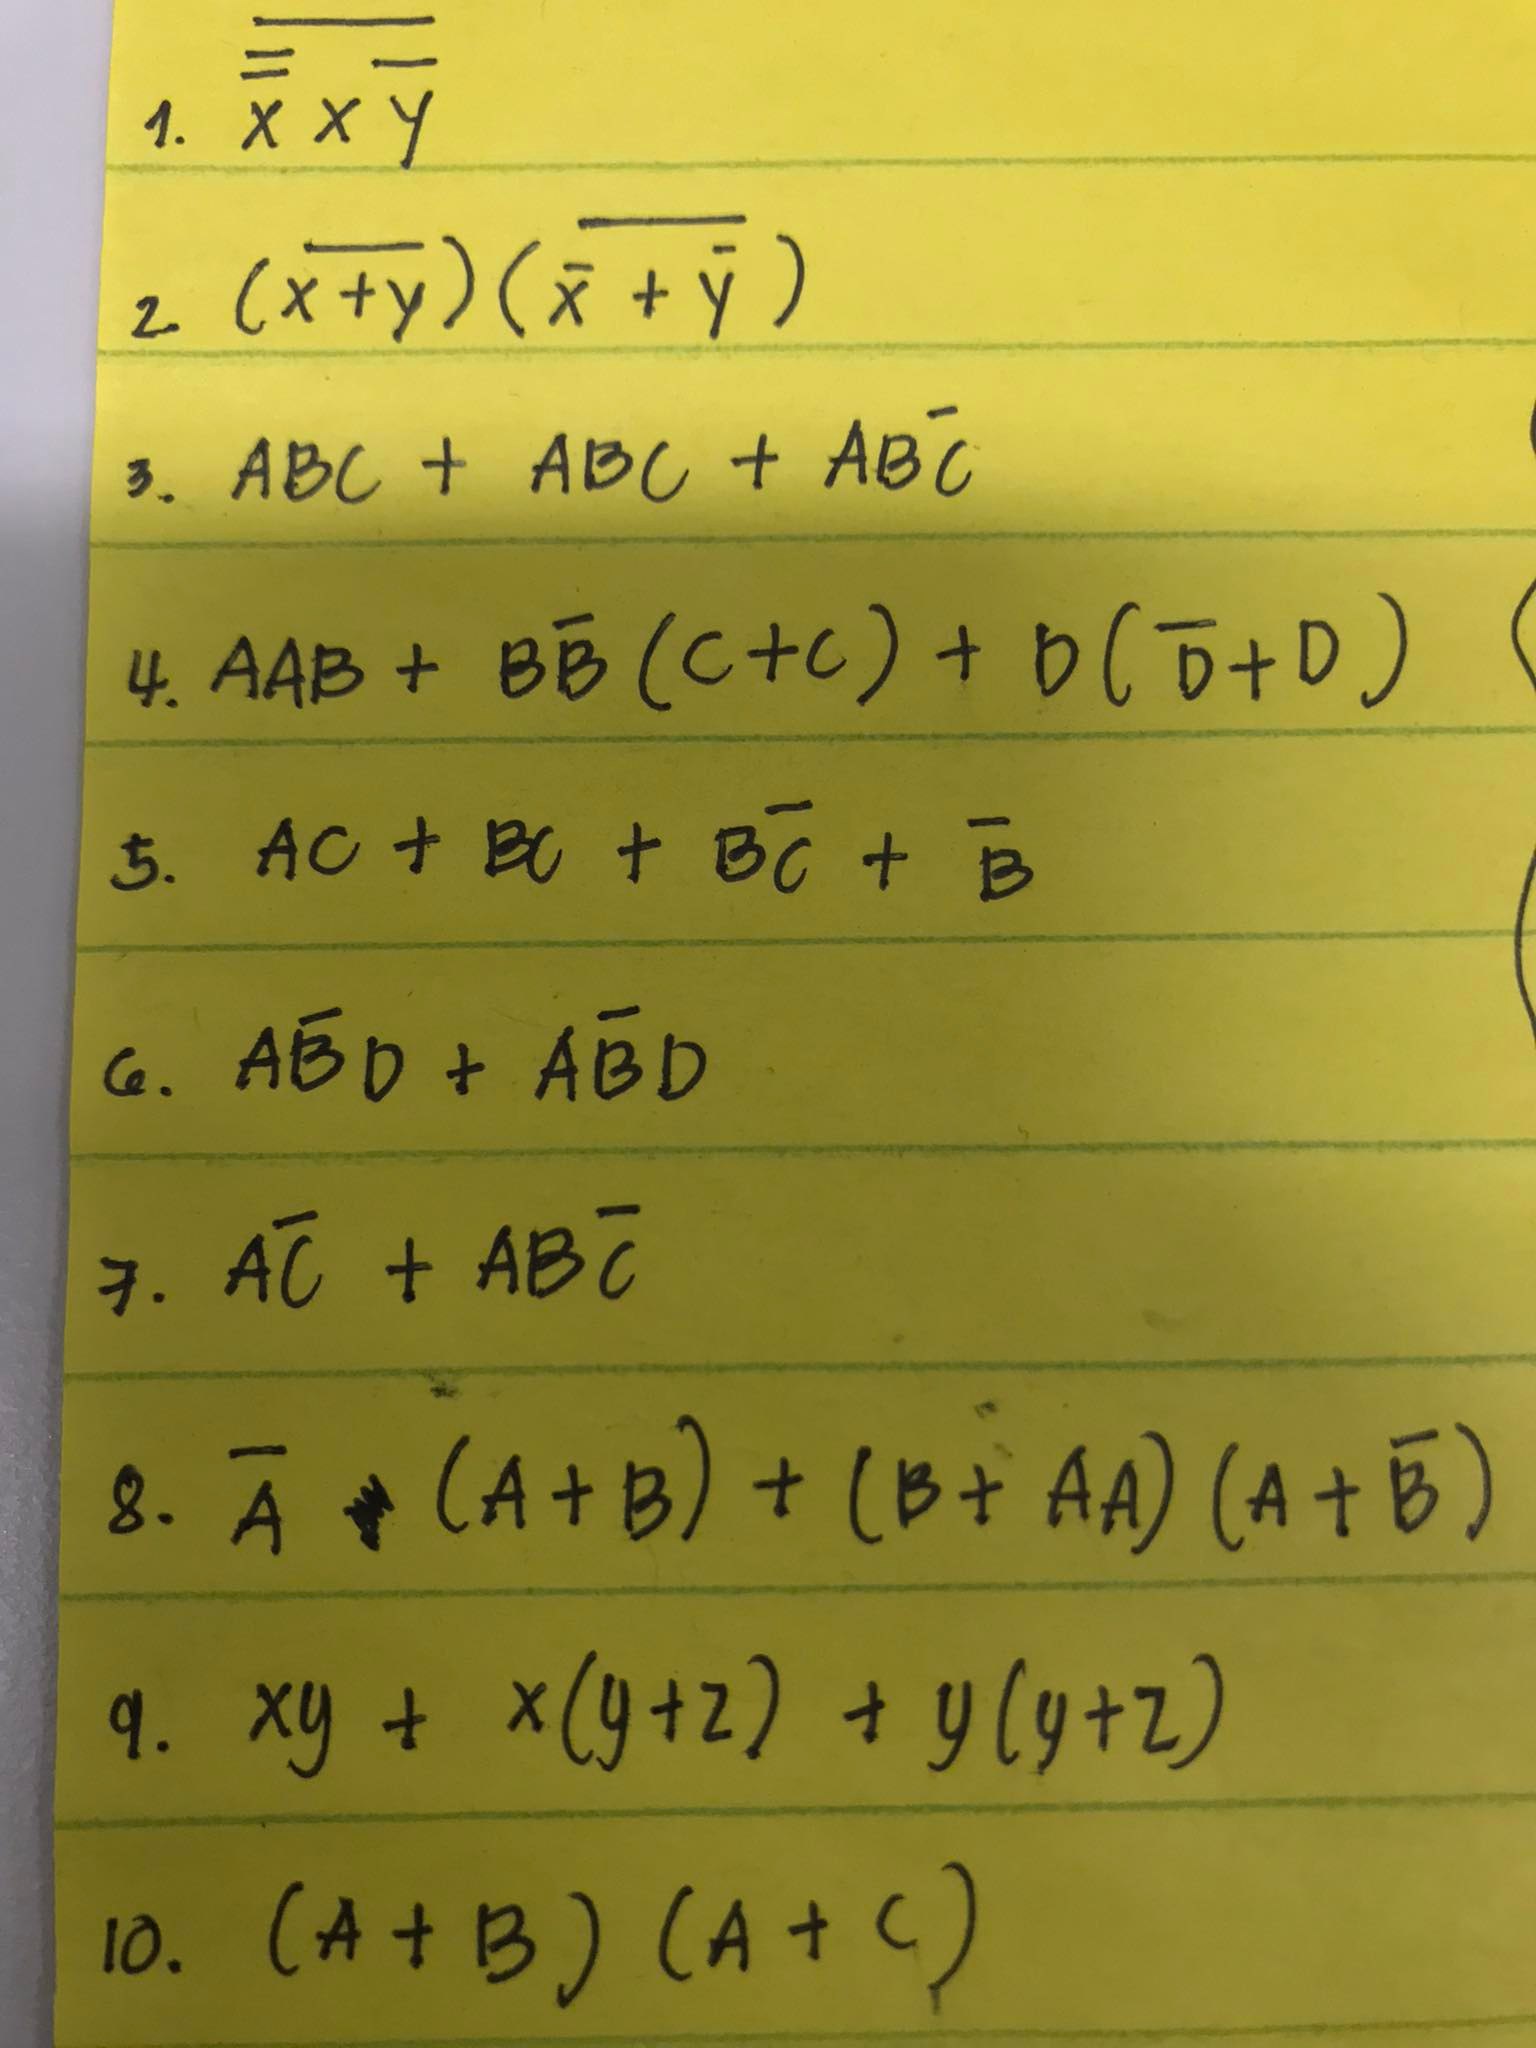 1. $\overline{\overline{\overline{x}} x \overline{y}}$
2. $(\overline{x+y})(\overline{\bar{x}+\bar{y}})$
3. $ABC + ABC + AB\bar{C}$
4. $AAB + B\bar{B}(C+C) + D(\bar{D}+D)$
5. $AC + BC + B\bar{C} + \bar{B}$
6. $A\bar{B}D + A\bar{B}D$
7. $A\bar{C} + AB\bar{C}$
8. $\bar{A} (A+B) + (B+AA)(A+\bar{B})$
9. $xy + x(y+z) + y(y+z)$
10. $(A+B)(A+C)$